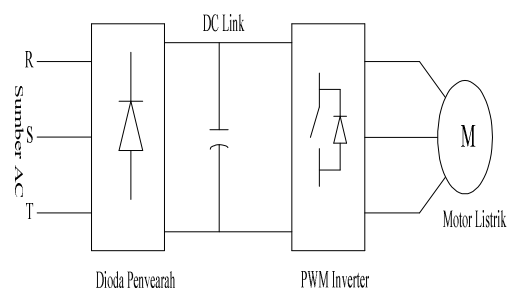 DC Link
R
S
T
Sumber AC
M
Motor Listrik
Dioda Penyearah
PWM Inverter